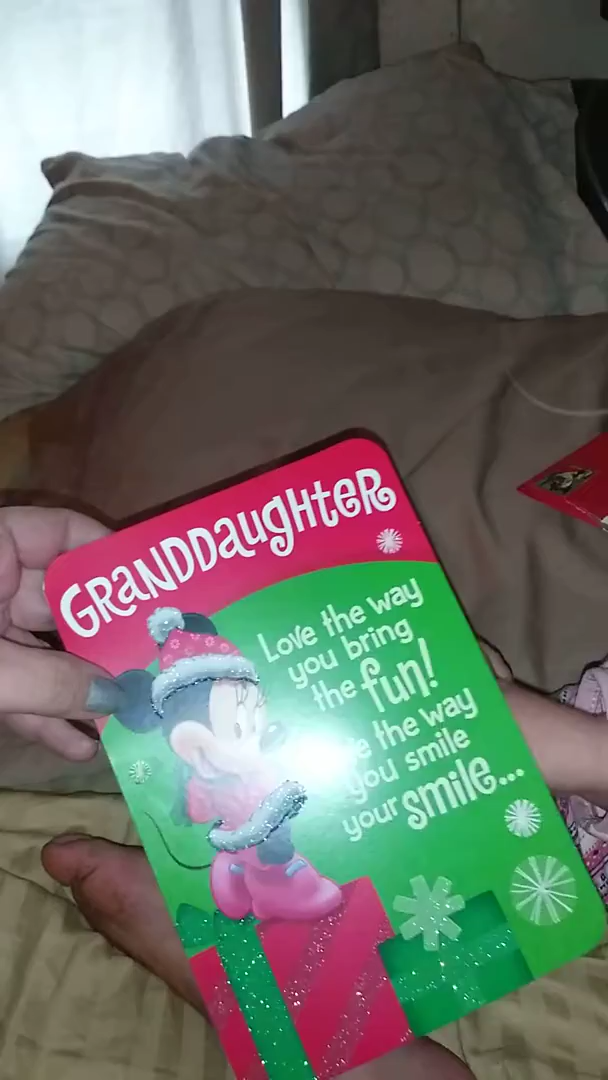 GRANDDAUGHTER
Love the way
you bring
the fun!
the way
you smile
your smile...